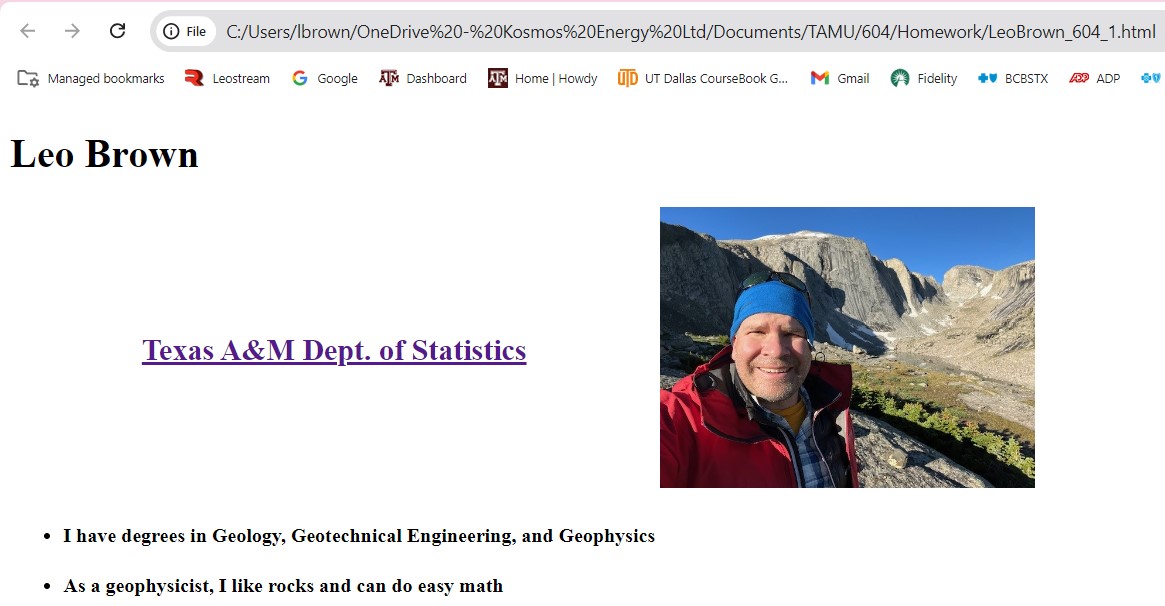 File C:/Users/lbrown/OneDrive%20-%20Kosmos%20Energy%20Ltd/Documents/TAMU/604/Homework/LeoBrown_604_1.html
Managed bookmarks Leostream Google Dashboard Home | Howdy UT Dallas CourseBook G... Gmail Fidelity BCBSTX ADP
Leo Brown
Texas A&M Dept. of Statistics
• I have degrees in Geology, Geotechnical Engineering, and Geophysics
• As a geophysicist, I like rocks and can do easy math